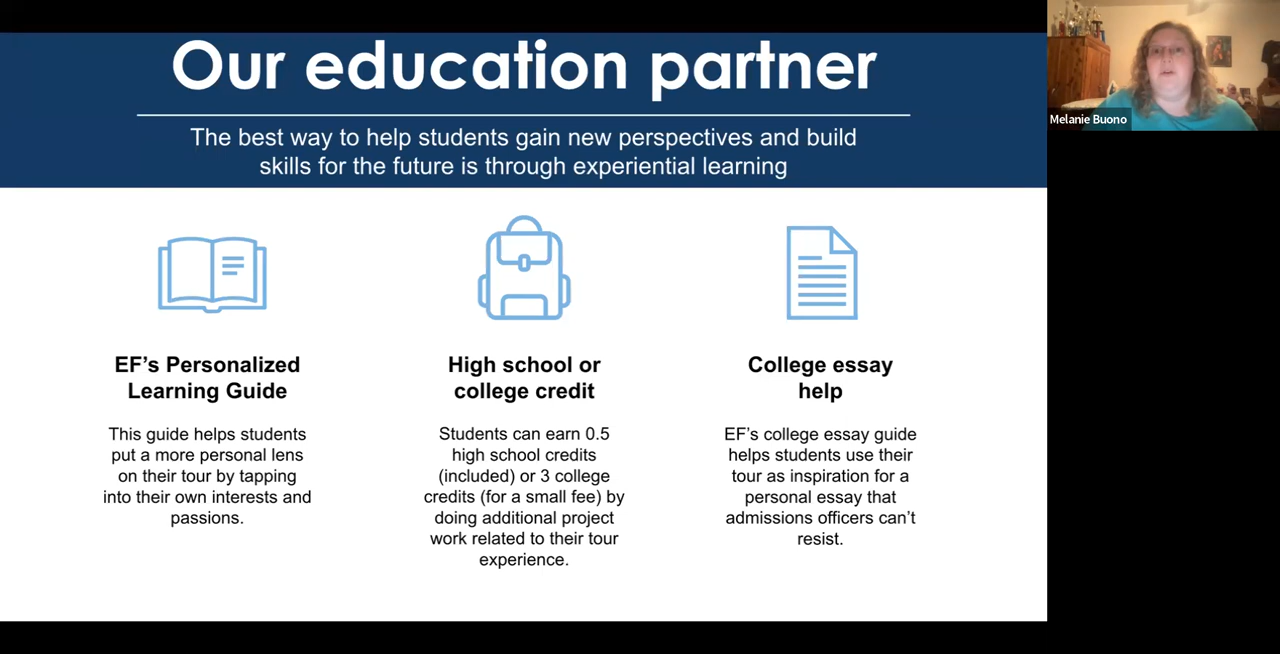 Our education partner
The best way to help students gain new perspectives and build
skills for the future is through experiential learning
EF’s Personalized
Learning Guide
This guide helps students
put a more personal lens
on their tour by tapping
into their own interests and
passions.
High school or
college credit
Students can earn 0.5
high school credits
(included) or 3 college
credits (for a small fee) by
doing additional project
work related to their tour
experience.
College essay
help
EF’s college essay guide
helps students use their
tour as inspiration for a
personal essay that
admissions officers can’t
resist.
Melanie Buono